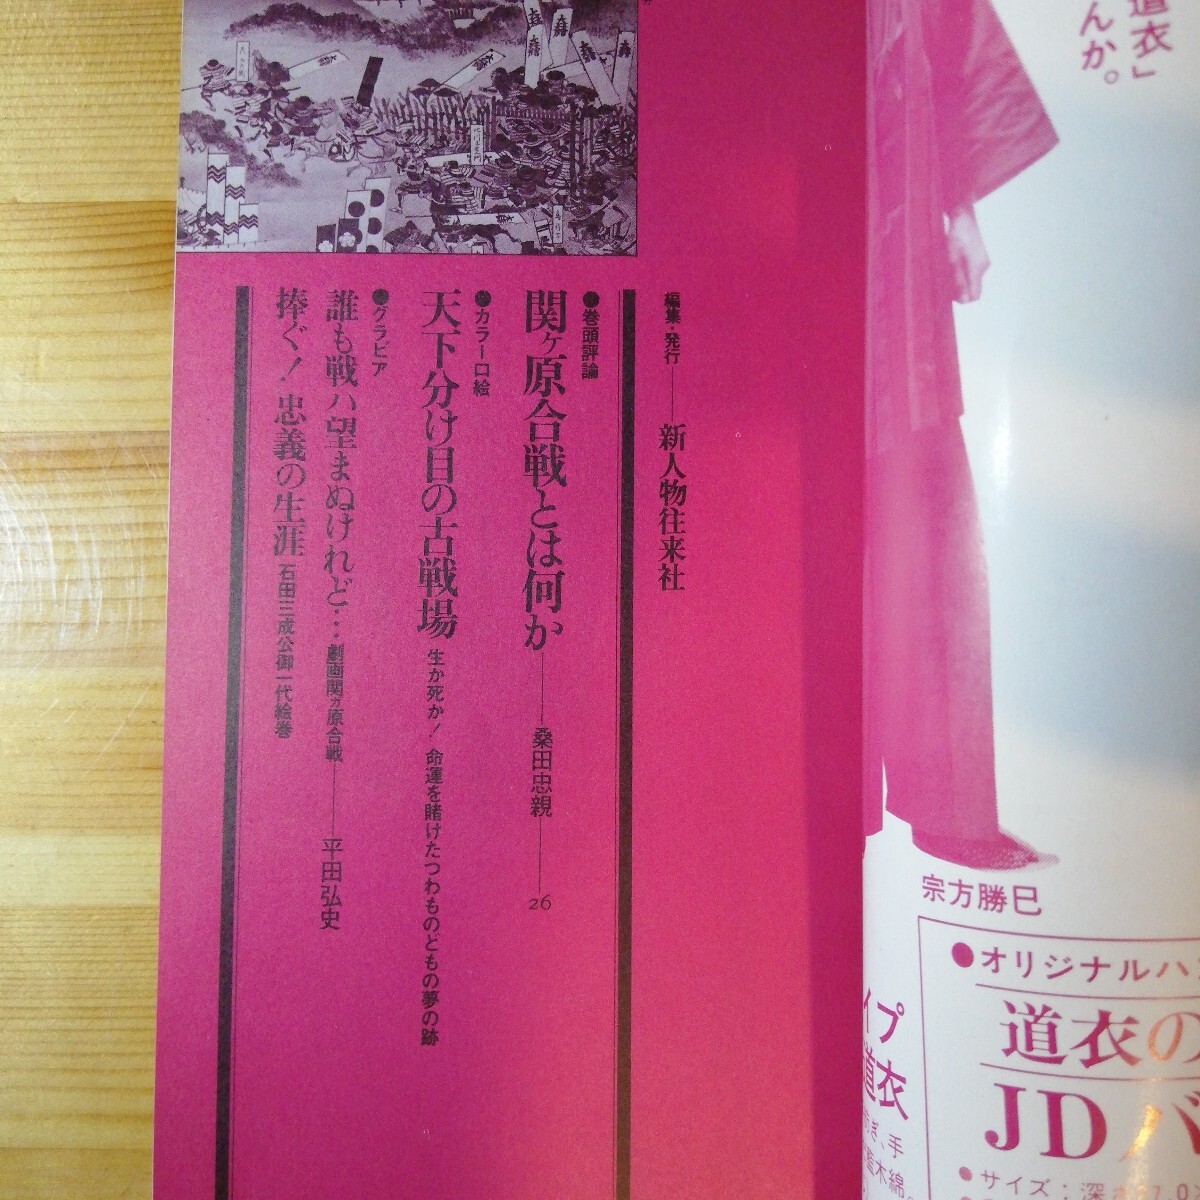 編集・発行――新人物往来社
●巻頭評論
関ヶ原合戦とは何か――桑田忠親――26
●カラー口絵
天下分け目の古戦場 生か死か!命運を賭けたつわものどもの夢の跡
●グラビア
誰も戦ハ望まぬけれど… 劇画関ヶ原合戦――平田弘史
捧ぐ!忠義の生涯 石田三成公御一代絵巻
道衣」
んか。
宗方勝巳
●オリジナルハ
道衣の
JDバ
●サイズ:深
イプ
道衣
、手
木綿。